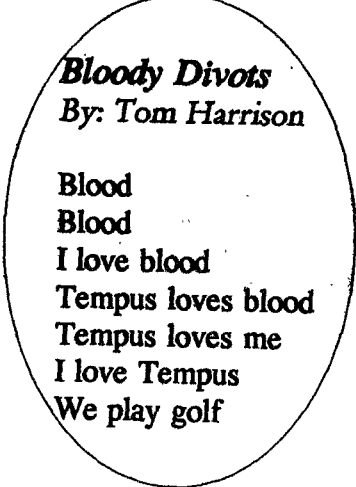 Bloody Divots
By: Tom Harrison
Blood
Blood
I love blood
Tempus loves blood
Tempus loves me
I love Tempus
We play golf